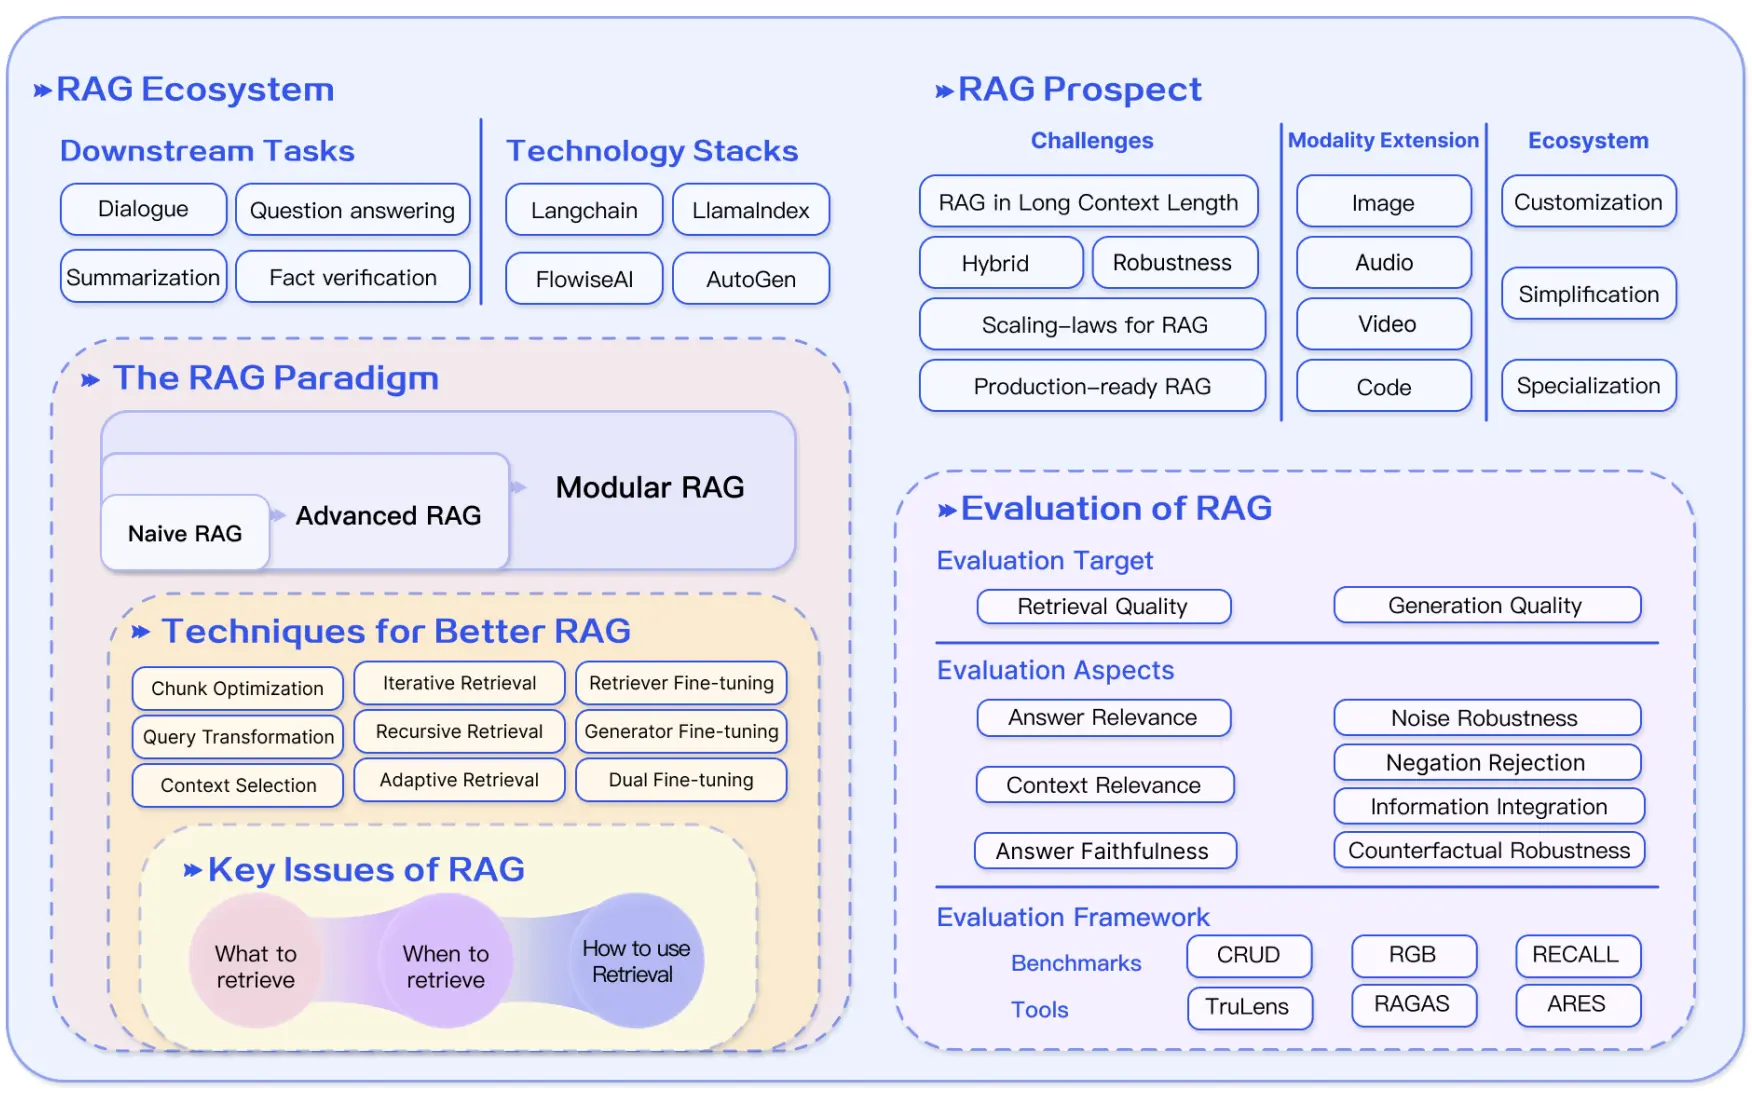 RAG Ecosystem
Downstream Tasks
Dialogue
Question answering
Summarization
Fact verification
Technology Stacks
Langchain
LlamaIndex
FlowiseAI
AutoGen
The RAG Paradigm
Naive RAG
Advanced RAG
Modular RAG
Techniques for Better RAG
Chunk Optimization
Iterative Retrieval
Retriever Fine-tuning
Query Transformation
Recursive Retrieval
Generator Fine-tuning
Context Selection
Adaptive Retrieval
Dual Fine-tuning
Key Issues of RAG
What to
retrieve
When to
retrieve
How to use
Retrieval
RAG Prospect
Challenges
RAG in Long Context Length
Hybrid
Robustness
Scaling-laws for RAG
Production-ready RAG
Modality Extension
Image
Audio
Video
Code
Ecosystem
Customization
Simplification
Specialization
Evaluation of RAG
Evaluation Target
Retrieval Quality
Generation Quality
Evaluation Aspects
Answer Relevance
Context Relevance
Answer Faithfulness
Noise Robustness
Negation Rejection
Information Integration
Counterfactual Robustness
Evaluation Framework
Benchmarks
CRUD
RGB
RECALL
Tools
TruLens
RAGAS
ARES